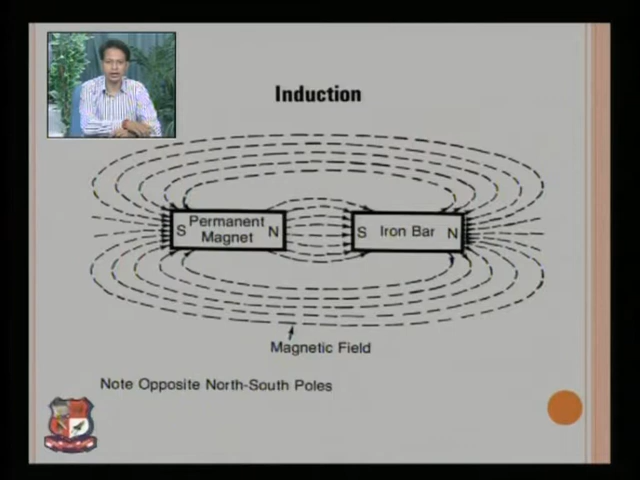 Induction
S Permanent Magnet N
S Iron Bar N
Magnetic Field
Note Opposite North-South Poles